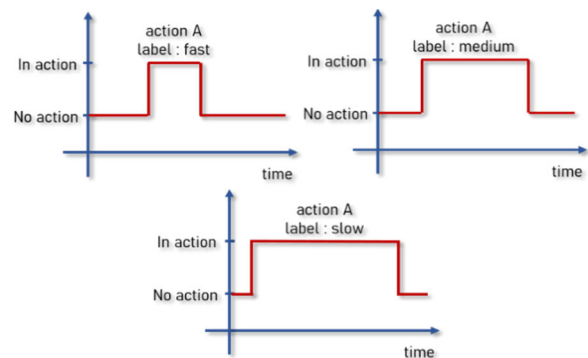 action A
label : fast
In action
No action
time
action A
label : medium
In action
No action
time
action A
label : slow
In action
No action
time